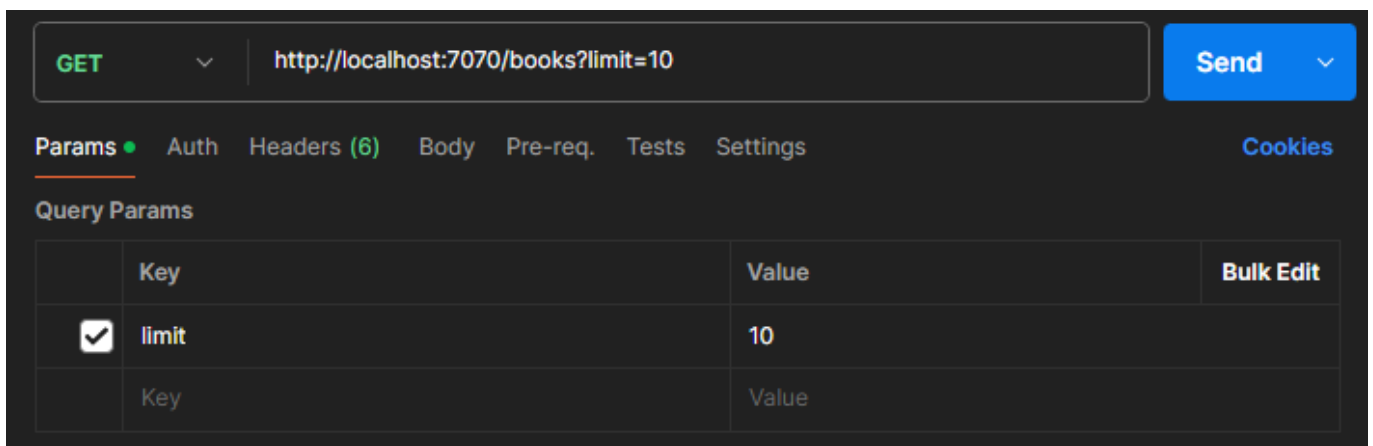 GET http://localhost:7070/books?limit=10 Send
Params Auth Headers (6) Body Pre-req. Tests Settings Cookies
Query Params
Key Value Bulk Edit
limit 10
Key Value